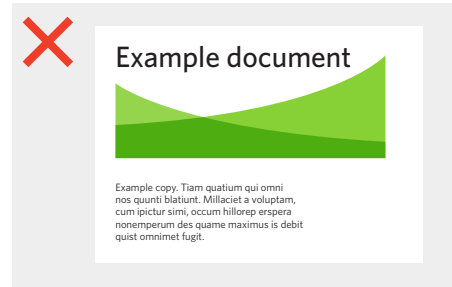 Example document
Example copy. Tiam quatium qui omni
nos quunti blatiunt. Millaciet a voluptam,
cum ipictur simi, occum hillorep erspera
nonemperum des quame maximus is debit
quist omnimet fugit.